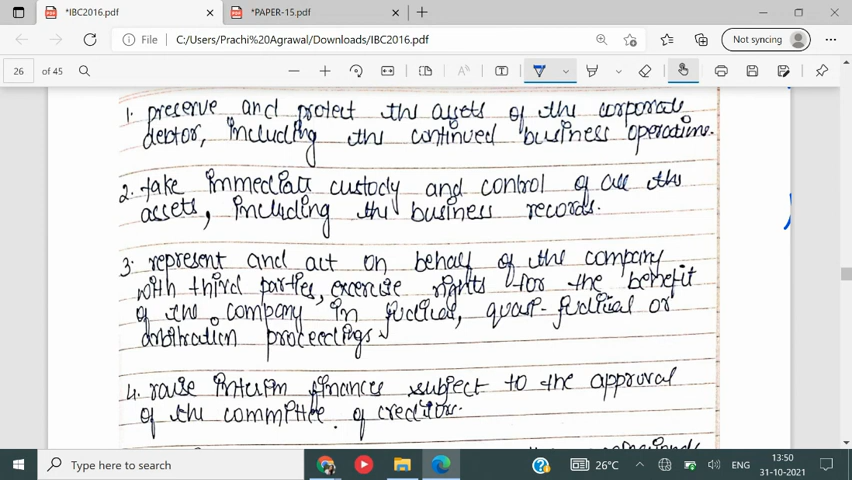 *IBC2016.pdf
*PAPER-15.pdf
File
C:/Users/Prachi%20Agrawal/Downloads/IBC2016.pdf
Not syncing
26 of 45
1. preserve and protect the assets of the corporate
debtor, including the continued business operations.
2. take immediate custody and control of all the
assets, including the business records.
3. represent and act on behalf of the company
with third parties, exercise rights for the benefit
of the company in judicial, quasi-judicial or
arbitration proceedings
4. raise interim finances subject to the approval
of the committee of creditors.
Type here to search
26°C
ENG
13:50
31-10-2021